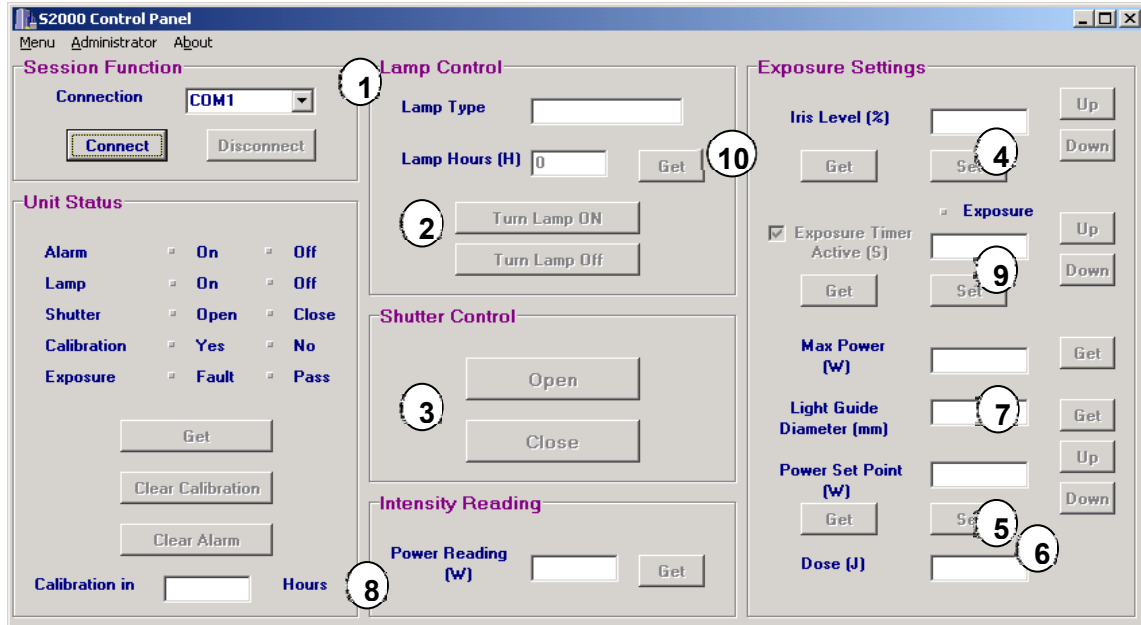 S2000 Control Panel
Menu Administrator About
Session Function
Connection COM1
Connect Disconnect
Unit Status
Alarm On Off
Lamp On Off
Shutter Open Close
Calibration Yes No
Exposure Fault Pass
Get
Clear Calibration
Clear Alarm
Calibration in Hours
1
Lamp Control
Lamp Type
Lamp Hours (H) 0 Get 10
2 Turn Lamp ON
Turn Lamp Off
Shutter Control
Open
3
Close
Intensity Reading
Power Reading
(W) Get
8
Exposure Settings
Iris Level (%) Up
Down
Get 4
Exposure
Exposure Timer
Active (S) Up
Down
Get Set 9
Max Power
(W) Get
Light Guide
Diameter (mm) 7 Get
Power Set Point
(W) Up
Down
Get 5
6
Dose (J)